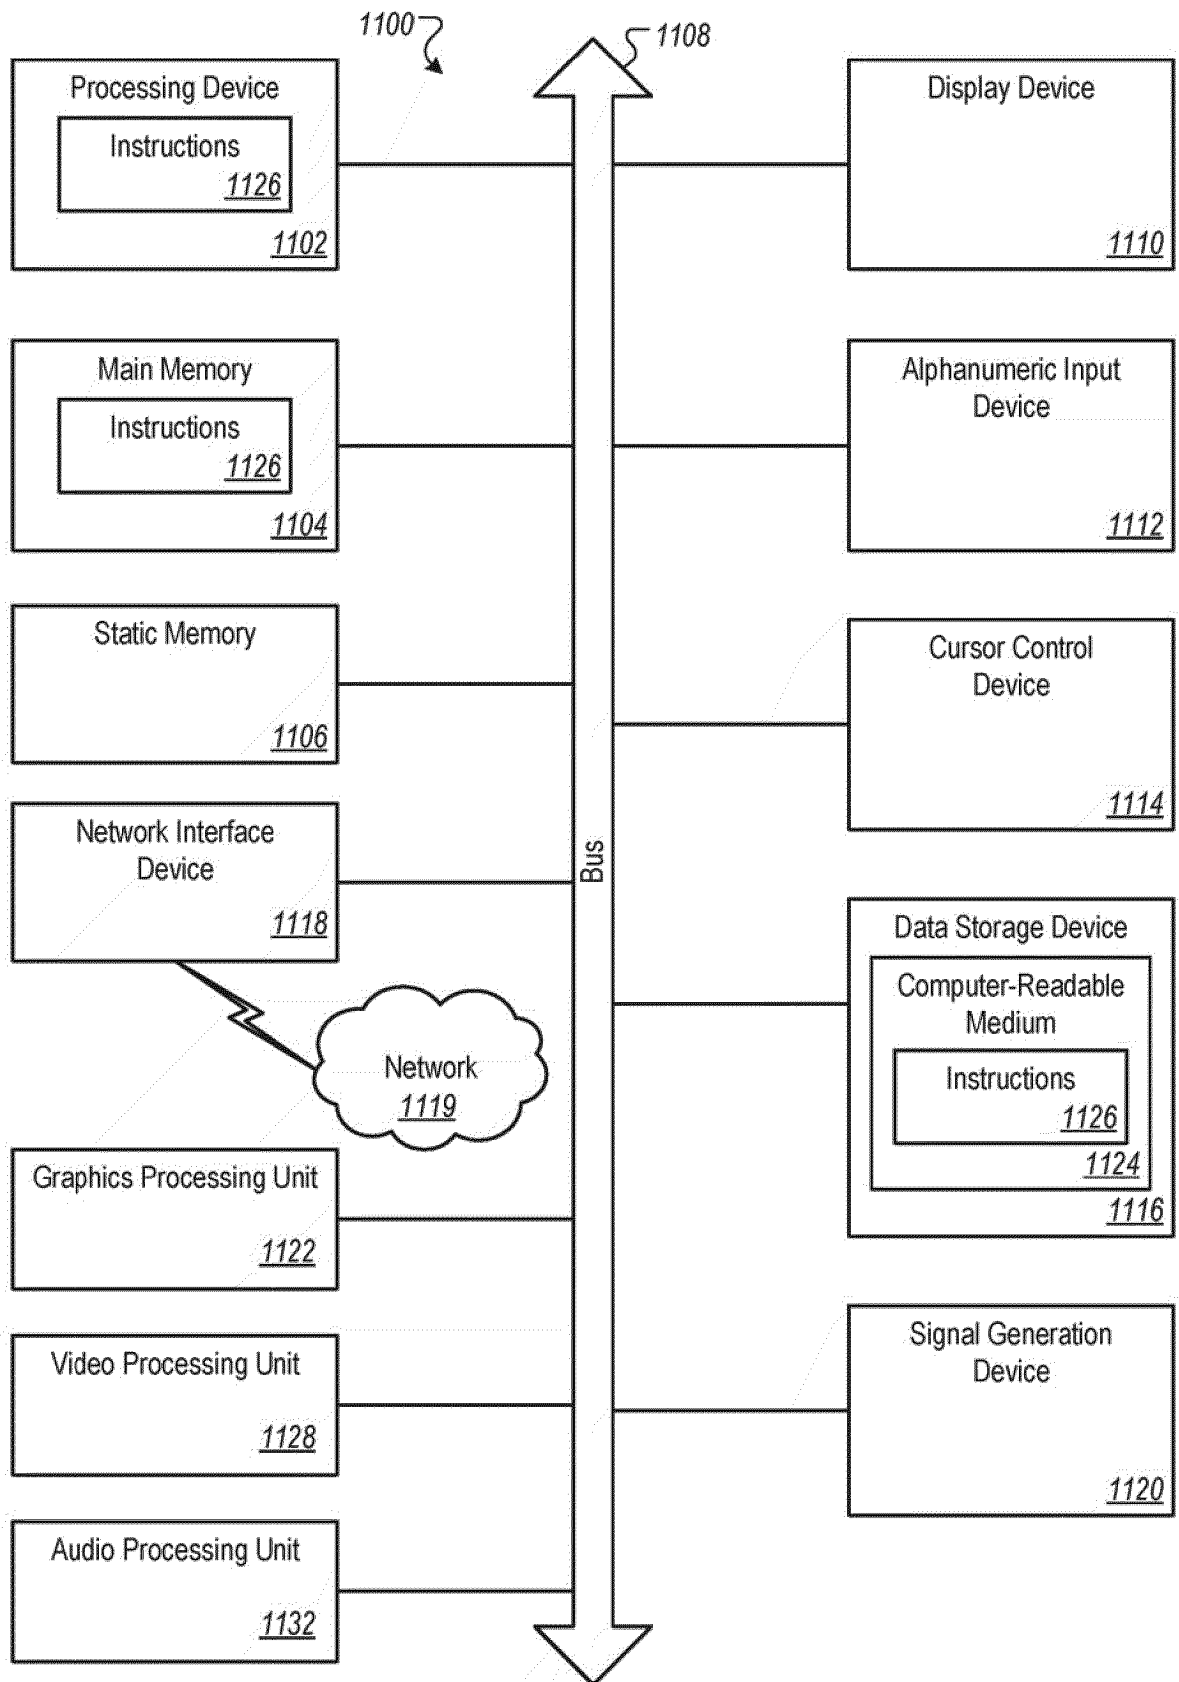 1100
1108
Processing Device
Instructions
1126
1102
Main Memory
Instructions
1126
1104
Static Memory
1106
Network Interface
Device
1118
Network
1119
Graphics Processing Unit
1122
Video Processing Unit
1128
Audio Processing Unit
1132
Bus
Display Device
1110
Alphanumeric Input
Device
1112
Cursor Control
Device
1114
Data Storage Device
Computer-Readable
Medium
Instructions
1126
1124
1116
Signal Generation
Device
1120